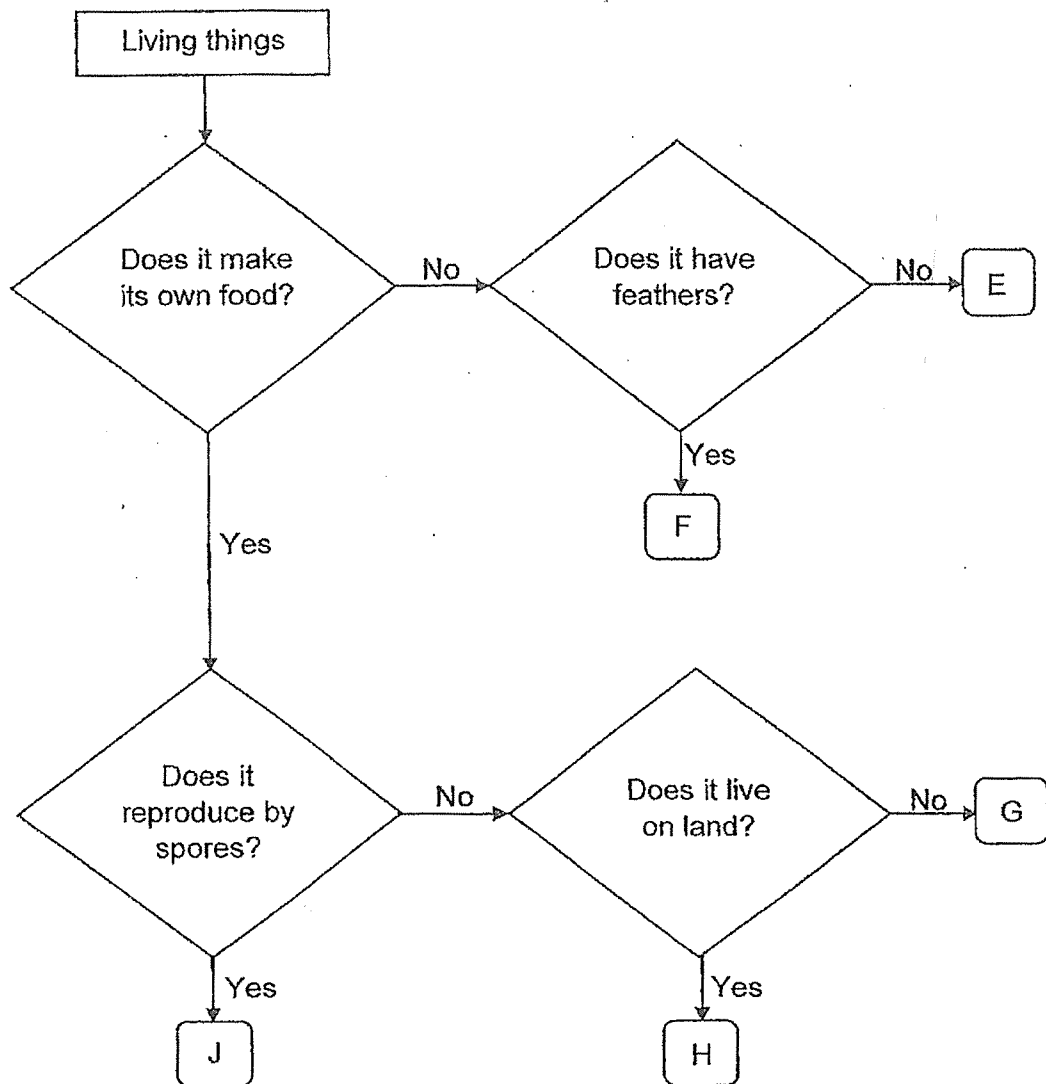 Living things
Does it make
its own food?
No
Does it have
feathers?
No
E
Yes
F
Yes
Does it
reproduce by
spores?
No
Does it live
on land?
No
G
Yes
J
Yes
H